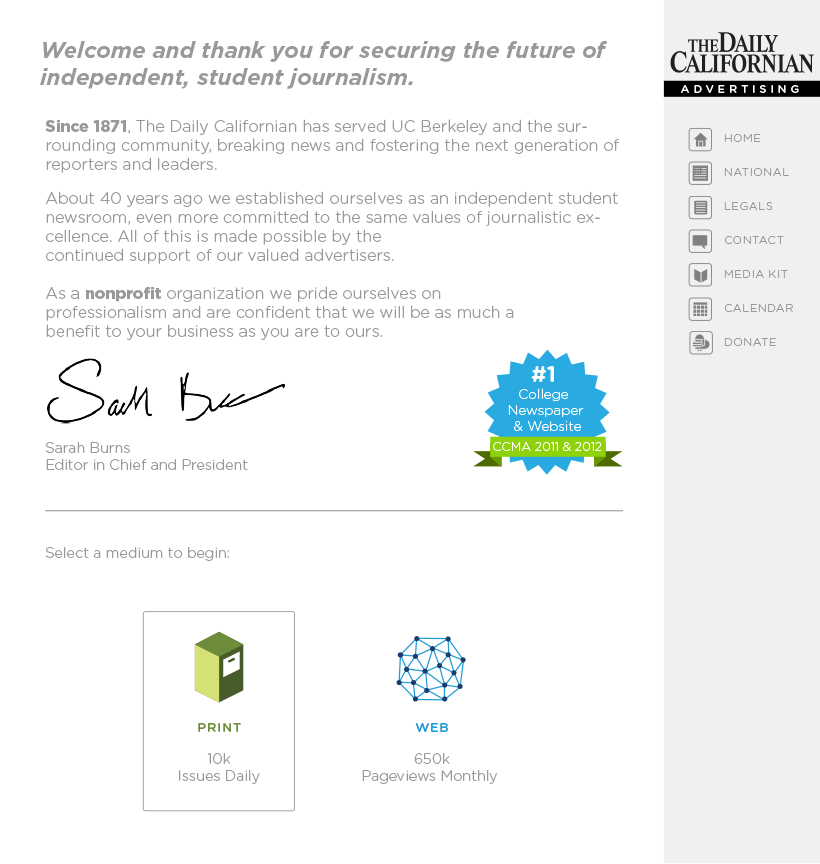 Welcome and thank you for securing the future of
independent, student journalism.
Since 1871, The Daily Californian has served UC Berkeley and the sur-
rounding community, breaking news and fostering the next generation of
reporters and leaders.
About 40 years ago we established ourselves as an independent student
newsroom, even more committed to the same values of journalistic ex-
cellence. All of this is made possible by the
continued support of our valued advertisers.
As a nonprofit organization we pride ourselves on
professionalism and are confident that we will be as much a
benefit to your business as you are to ours.
Sarah Burns
Sarah Burns
Editor in Chief and President
#1
College
Newspaper
& Website
CCMA 2011 & 2012
Select a medium to begin:
PRINT
10k
Issues Daily
WEB
650k
Pageviews Monthly
THE DAILY
CALIFORNIAN
ADVERTISING
HOME
NATIONAL
LEGALS
CONTACT
MEDIA KIT
CALENDAR
DONATE